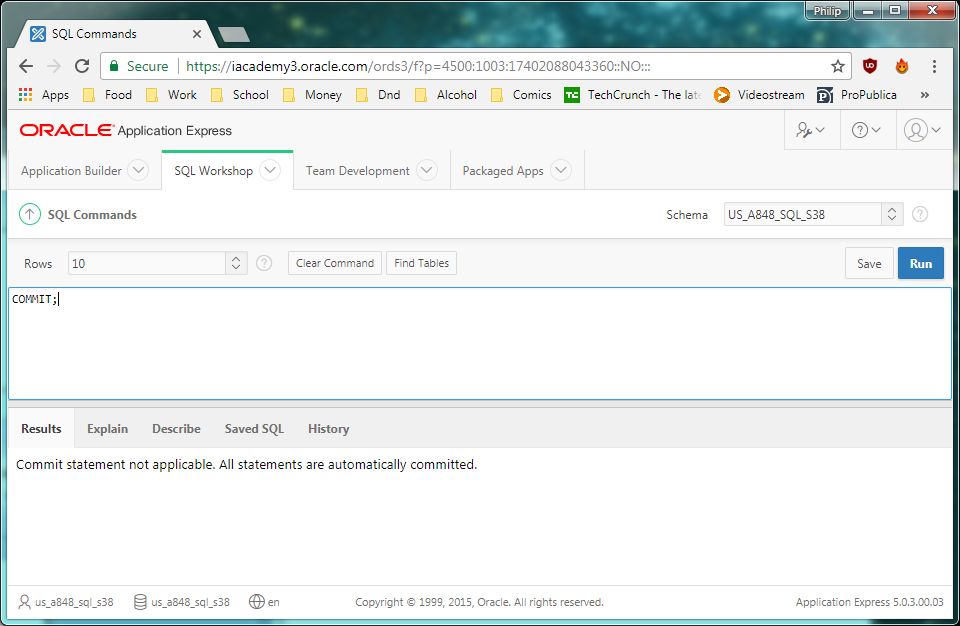 Philip
SQL Commands
Secure https://iacademy3.oracle.com/ords3/f?p=4500:1003:17402088043360::NO:::
Apps Food Work School Money Dnd Alcohol Comics TC TechCrunch - The late Videostream ProPublica »
ORACLE Application Express
Application Builder SQL Workshop Team Development Packaged Apps
SQL Commands Schema US_A848_SQL_S38
Rows 10 Clear Command Find Tables Save Run
COMMIT;
Results Explain Describe Saved SQL History
Commit statement not applicable. All statements are automatically committed.
us_a848_sql_s38 us_a848_sql_s38 en Copyright © 1999, 2015, Oracle. All rights reserved. Application Express 5.0.3.00.03